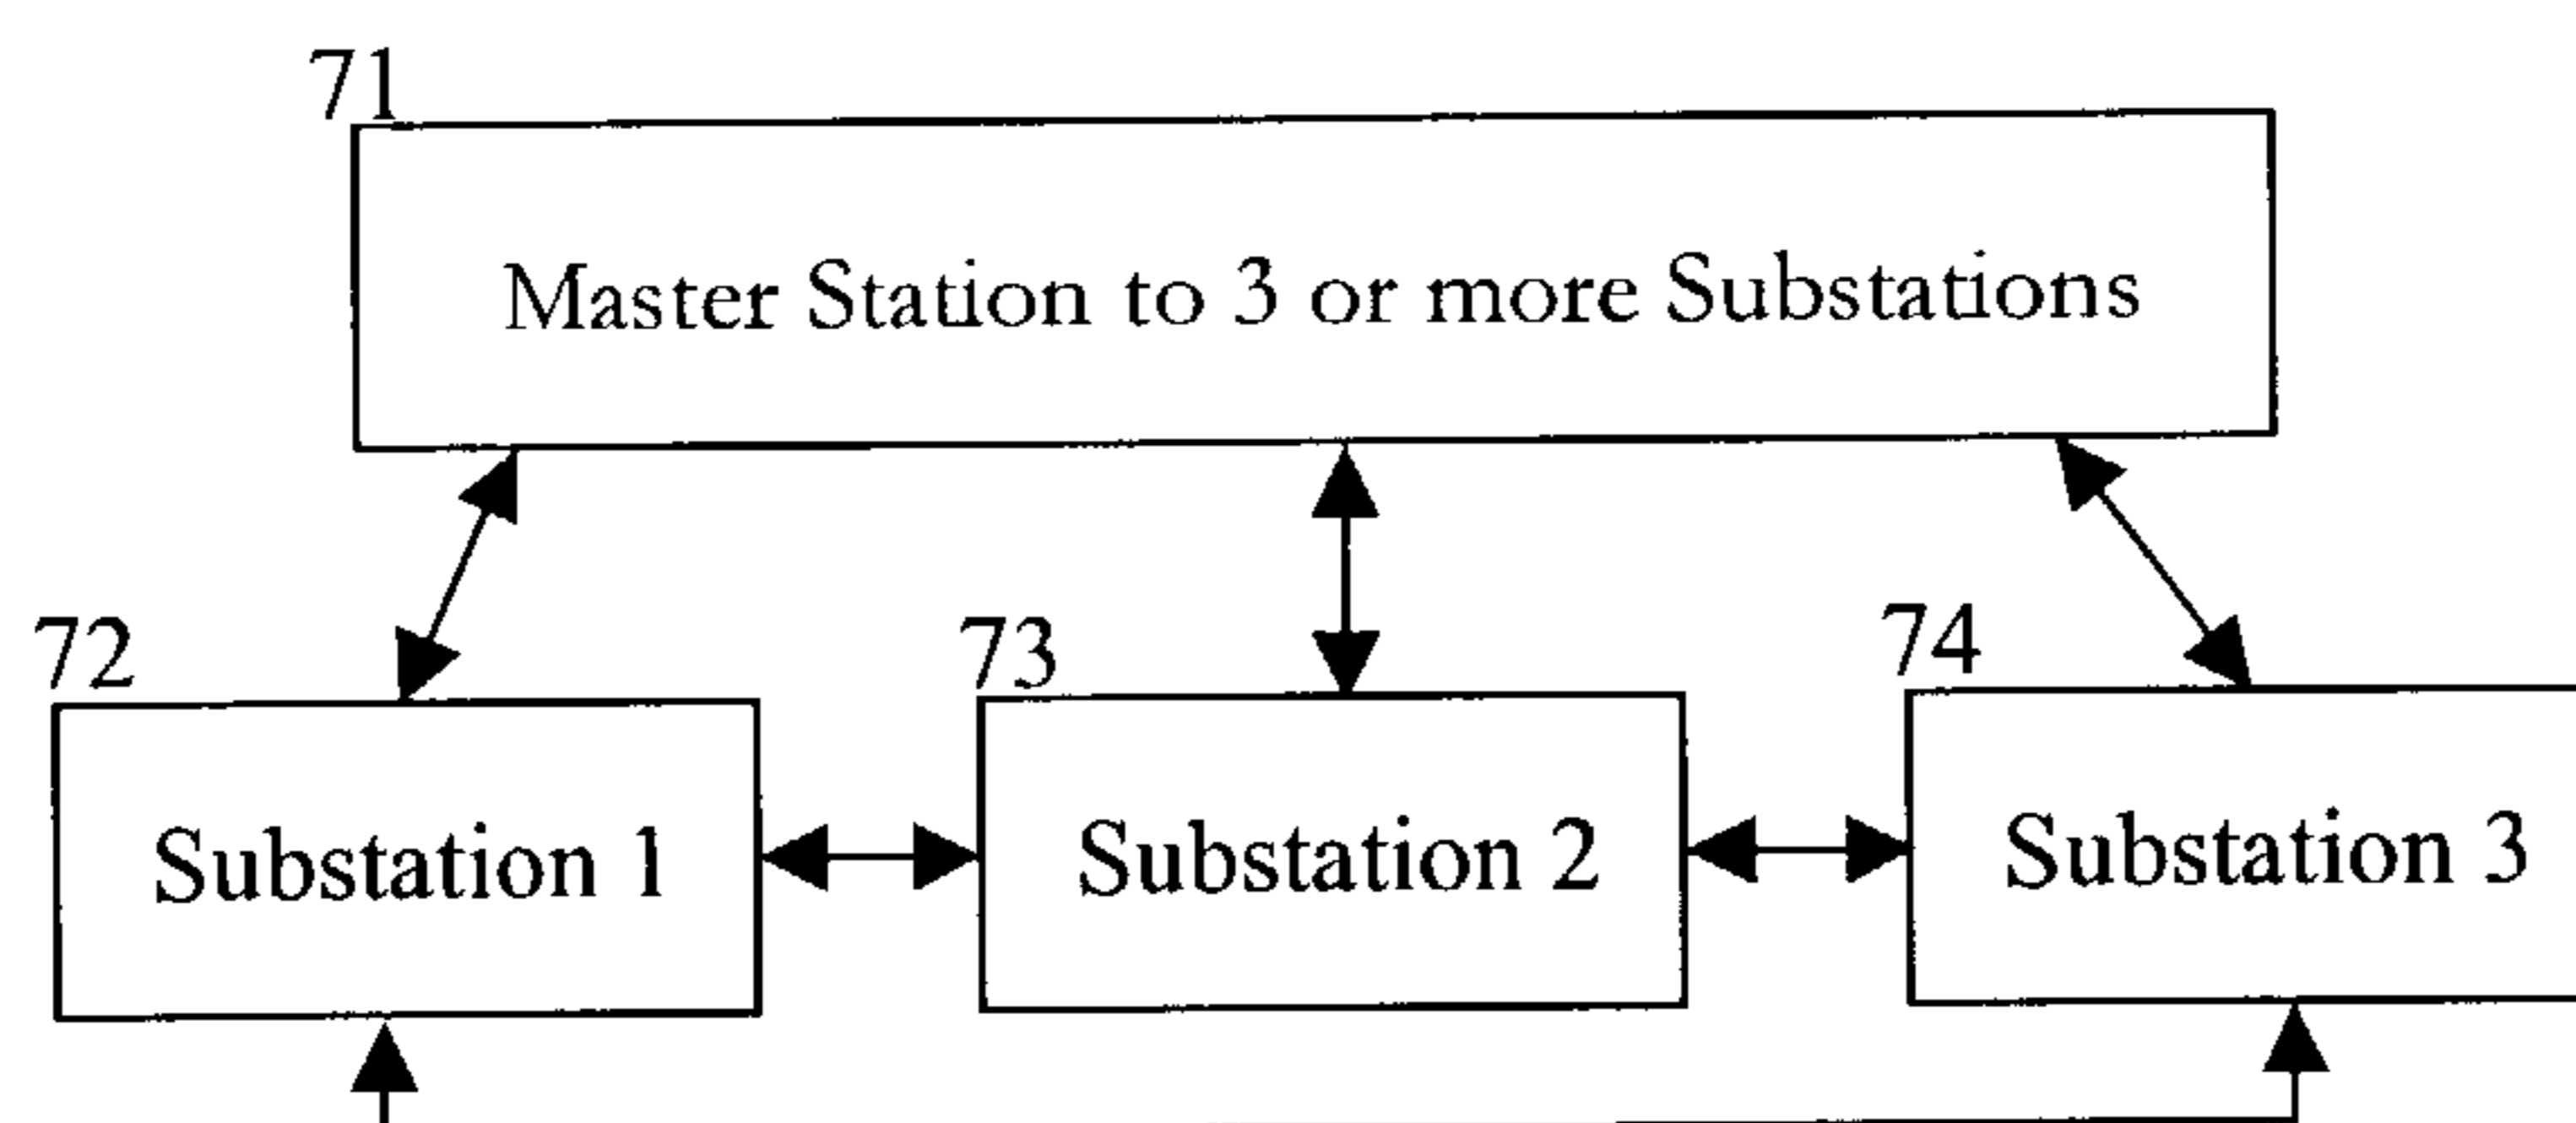 71
Master Station to 3 or more Substations
72
73
74
Substation 1
Substation 2
Substation 3